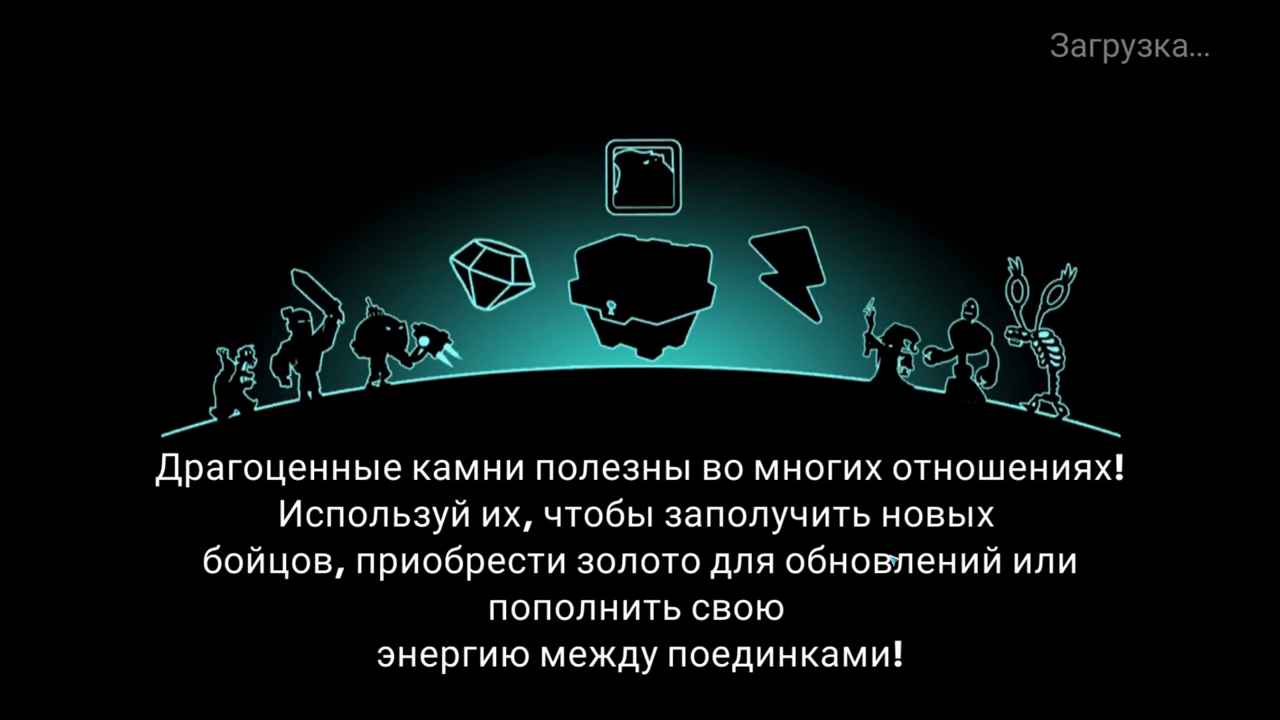 Загрузка...
Драгоценные камни полезны во многих отношениях!
Используй их, чтобы заполучить новых
бойцов, приобрести золото для обновлений или
пополнить свою
энергию между поединками!